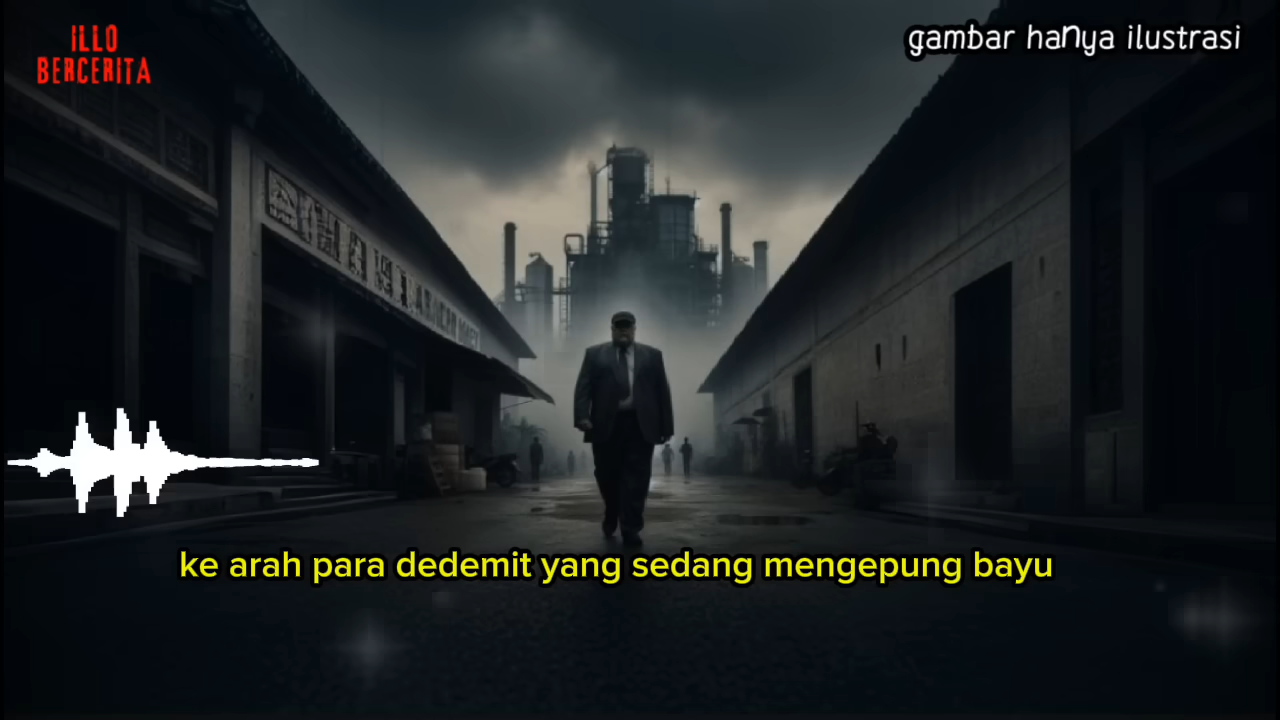 ILLO
BERCERITA
gambar hanya ilustrasi
ke arah para dedemit yang sedang mengepung bayu